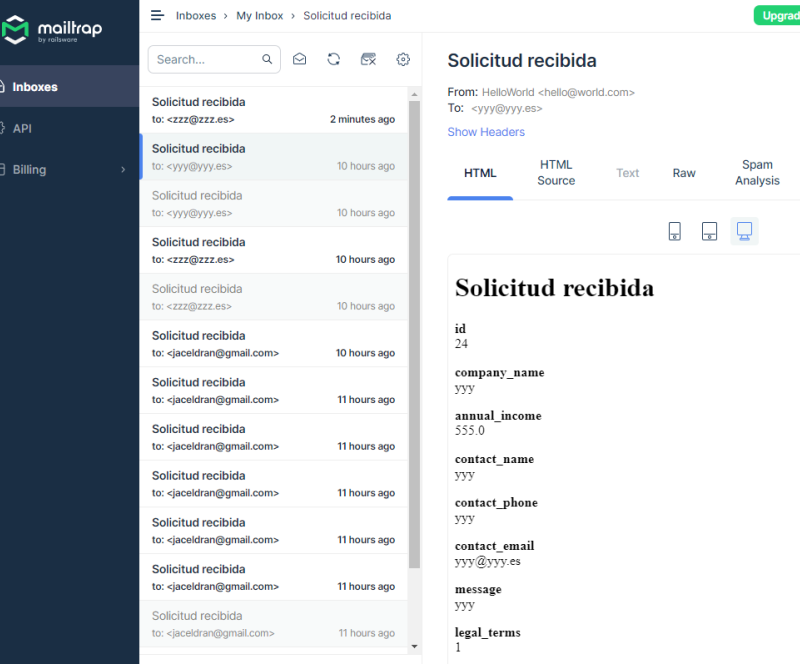 mailtrap
by railsware
Inboxes
API
Billing
Inboxes › My Inbox › Solicitud recibida
Upgrad
Search...
Solicitud recibida
to: <zzz@zzz.es> 2 minutes ago
Solicitud recibida
to: <yyy@yyy.es> 10 hours ago
Solicitud recibida
to: <yyy@yyy.es> 10 hours ago
Solicitud recibida
to: <zzz@zzz.es> 10 hours ago
Solicitud recibida
to: <zzz@zzz.es> 10 hours ago
Solicitud recibida
to: <jaceldran@gmail.com> 10 hours ago
Solicitud recibida
to: <jaceldran@gmail.com> 11 hours ago
Solicitud recibida
to: <jaceldran@gmail.com> 11 hours ago
Solicitud recibida
to: <jaceldran@gmail.com> 11 hours ago
Solicitud recibida
to: <jaceldran@gmail.com> 11 hours ago
Solicitud recibida
to: <jaceldran@gmail.com> 11 hours ago
Solicitud recibida
to: <jaceldran@gmail.com> 11 hours ago
Solicitud recibida
From: HelloWorld <hello@world.com>
To: <yyy@yyy.es>
Show Headers
HTML
HTML
Source
Text
Raw
Spam
Analysis
Solicitud recibida
id
24
company_name
yyy
annual_income
555.0
contact_name
yyy
contact_phone
yyy
contact_email
yyy@yyy.es
message
yyy
legal_terms
1